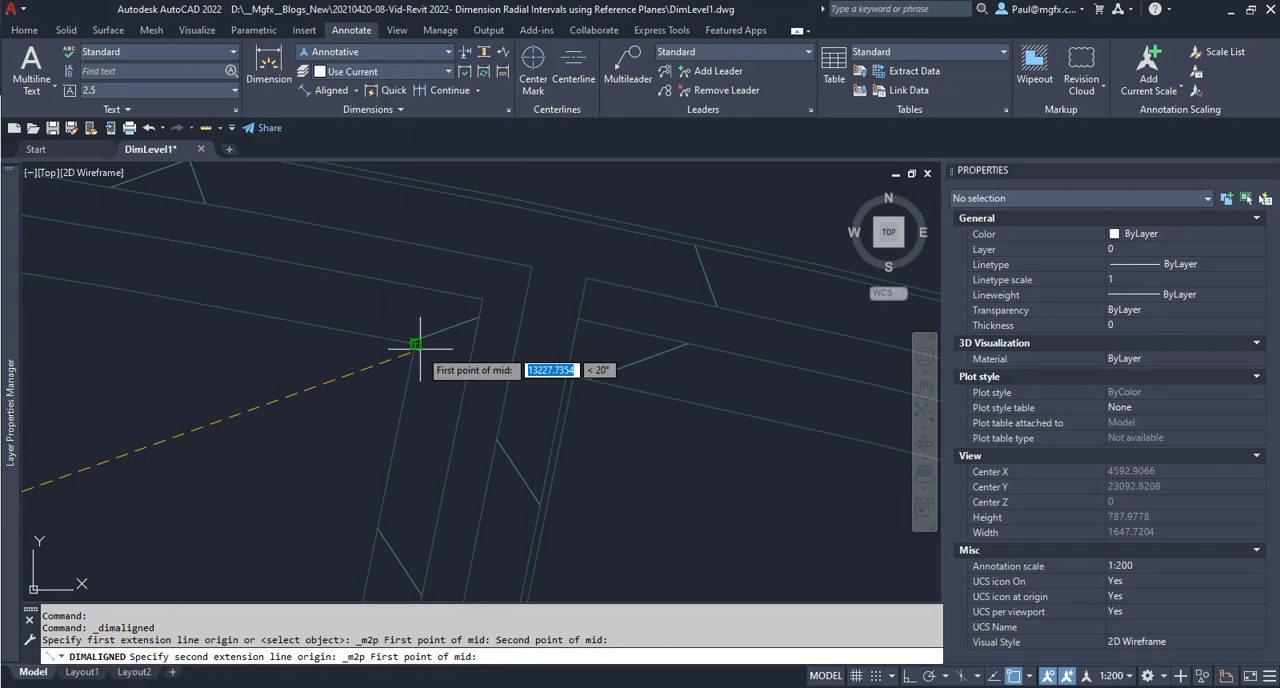 Autodesk AutoCAD 2022 D:\__Mgfx__Blogs_New\20210420-08-Vid-Revit 2022- Dimension Radial Intervals using Reference Planes\DimLevel1.dwg
Type a keyword or phrase
Paul@mgfx.c...
Home Solid Surface Mesh Visualize Parametric Insert Annotate View Manage Output Add-ins Collaborate Express Tools Featured Apps
Multiline Text
Standard
Find text
2.5
Text
Dimension
Annotative
Use Current
Aligned Quick Continue
Dimensions
Center Mark Centerline
Centerlines
Multileader
Standard
Add Leader
Remove Leader
Leaders
Table
Standard
Extract Data
Link Data
Tables
Wipeout Revision Cloud
Markup
Add Current Scale
Scale List
Annotation Scaling
Share
Start DimLevel1*
[−][Top][2D Wireframe]
N
W TOP E
S
WCS
First point of mid: 13227.7354 < 20°
Y
X
Layer Properties Manager
PROPERTIES
No selection
General
Color ByLayer
Layer 0
Linetype ByLayer
Linetype scale 1
Lineweight ByLayer
Transparency ByLayer
Thickness 0
3D Visualization
Material ByLayer
Plot style
Plot style ByColor
Plot style table None
Plot table attached to Model
Plot table type Not available
View
Center X 4592.9066
Center Y 23092.8208
Center Z 0
Height 787.9778
Width 1647.7204
Misc
Annotation scale 1:200
UCS icon On Yes
UCS icon at origin Yes
UCS per viewport Yes
UCS Name
Visual Style 2D Wireframe
Command:
Command: _dimaligned
Specify first extension line origin or <select object>: _m2p First point of mid: Second point of mid:
DIMALIGNED Specify second extension line origin: _m2p First point of mid:
Model Layout1 Layout2 +
MODEL 1:200